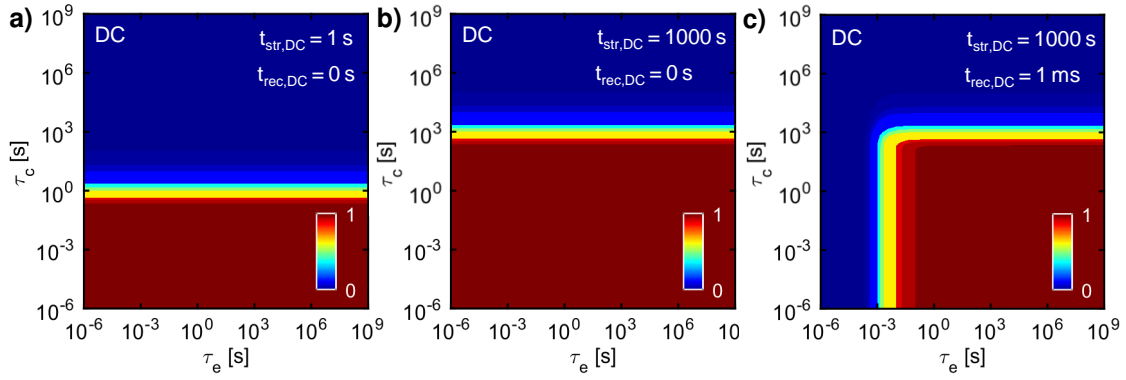 a)
DC
t_str,DC = 1 s
t_rec,DC = 0 s
10^9
10^6
10^3
10^0
10^-3
10^-6
τ_c [s]
1
0
10^-6 10^-3 10^0 10^3 10^6 10^9
τ_e [s]
b)
DC
t_str,DC = 1000 s
t_rec,DC = 0 s
10^9
10^6
10^3
10^0
10^-3
10^-6
τ_c [s]
1
0
10^-6 10^-3 10^0 10^3 10^6 10
τ_e [s]
c)
DC
t_str,DC = 1000 s
t_rec,DC = 1 ms
10^9
10^6
10^3
10^0
10^-3
10^-6
τ_c [s]
1
0
10^-6 10^-3 10^0 10^3 10^6 10^9
τ_e [s]